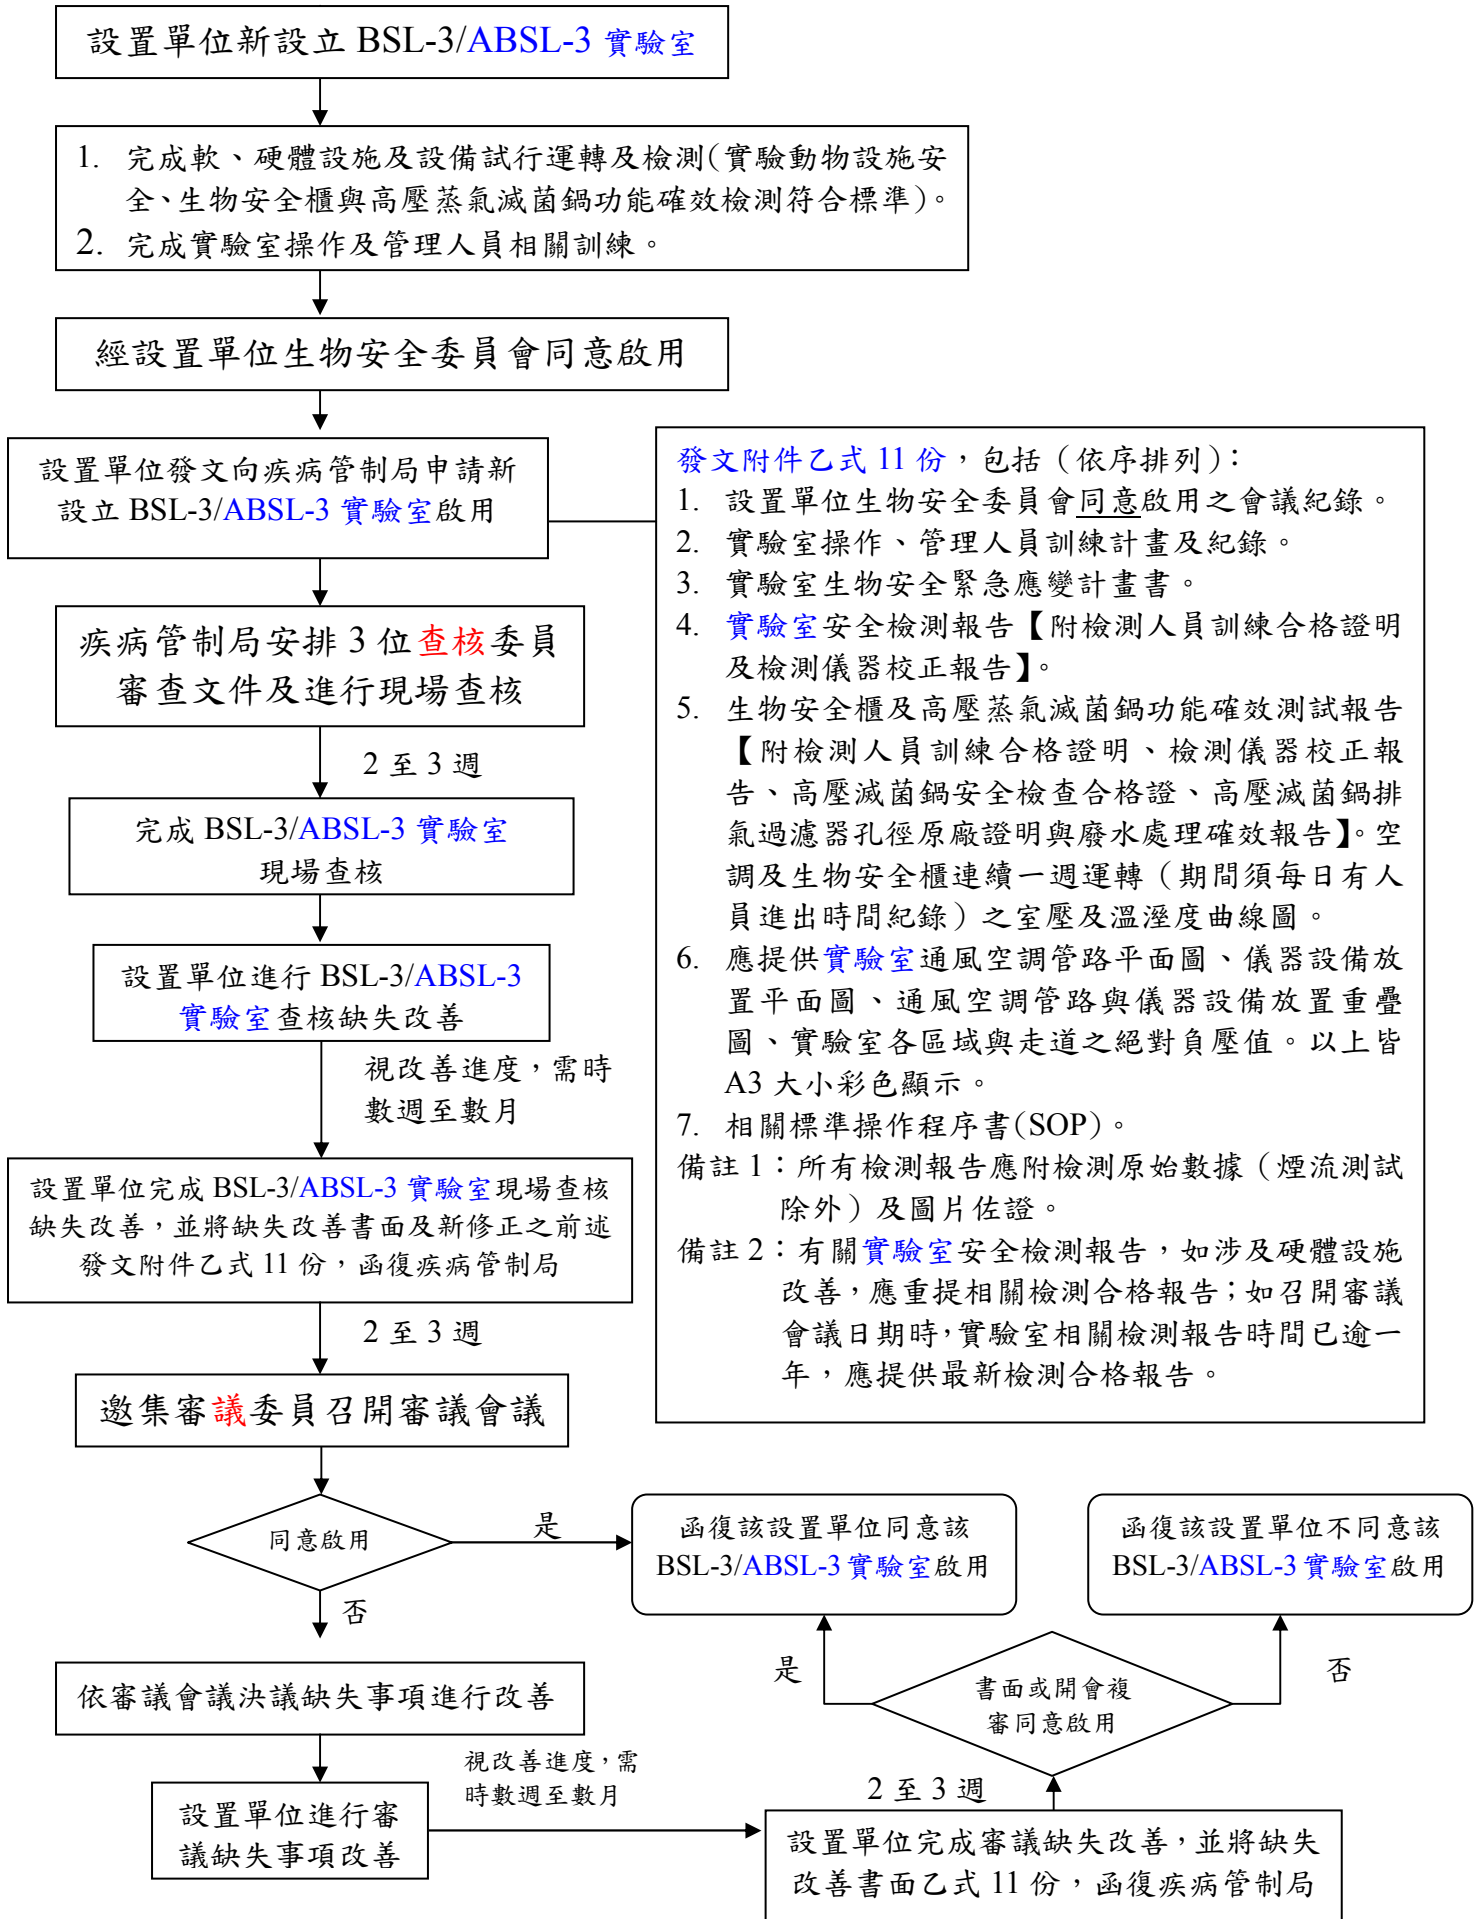 設置單位新設立 BSL-3/ABSL-3 實驗室
1. 完成軟、硬體設施及設備試行運轉及檢測(實驗動物設施安
全、生物安全櫃與高壓蒸氣滅菌鍋功能確效檢測符合標準)。
2. 完成實驗室操作及管理人員相關訓練。
經設置單位生物安全委員會同意啟用
設置單位發文向疾病管制局申請新
設立 BSL-3/ABSL-3 實驗室啟用
發文附件乙式 11 份，包括（依序排列）：
1. 設置單位生物安全委員會同意啟用之會議紀錄。
2. 實驗室操作、管理人員訓練計畫及紀錄。
3. 實驗室生物安全緊急應變計畫書。
4. 實驗室安全檢測報告【附檢測人員訓練合格證明
及檢測儀器校正報告】。
5. 生物安全櫃及高壓蒸氣滅菌鍋功能確效測試報告
【附檢測人員訓練合格證明、檢測儀器校正報
告、高壓滅菌鍋安全檢查合格證、高壓滅菌鍋排
氣過濾器孔徑原廠證明與廢水處理確效報告】。空
調及生物安全櫃連續一週運轉（期間須每日有人
員進出時間紀錄）之室壓及溫溼度曲線圖。
6. 應提供實驗室通風空調管路平面圖、儀器設備放
置平面圖、通風空調管路與儀器設備放置重疊
圖、實驗室各區域與走道之絕對負壓值。以上皆
A3 大小彩色顯示。
7. 相關標準操作程序書(SOP)。
備註 1：所有檢測報告應附檢測原始數據（煙流測試
除外）及圖片佐證。
備註 2：有關實驗室安全檢測報告，如涉及硬體設施
改善，應重提相關檢測合格報告；如召開審議
會議日期時，實驗室相關檢測報告時間已逾一
年，應提供最新檢測合格報告。
疾病管制局安排 3 位查核委員
審查文件及進行現場查核
2 至 3 週
完成 BSL-3/ABSL-3 實驗室
現場查核
設置單位進行 BSL-3/ABSL-3
實驗室查核缺失改善
視改善進度，需時
數週至數月
設置單位完成 BSL-3/ABSL-3 實驗室現場查核
缺失改善，並將缺失改善書面及新修正之前述
發文附件乙式 11 份，函復疾病管制局
2 至 3 週
邀集審議委員召開審議會議
同意啟用
是
函復該設置單位同意該
BSL-3/ABSL-3 實驗室啟用
函復該設置單位不同意該
BSL-3/ABSL-3 實驗室啟用
否
是
書面或開會複
審同意啟用
否
依審議會議決議缺失事項進行改善
視改善進度，需
時數週至數月
2 至 3 週
設置單位進行審
議缺失事項改善
設置單位完成審議缺失改善，並將缺失
改善書面乙式 11 份，函復疾病管制局